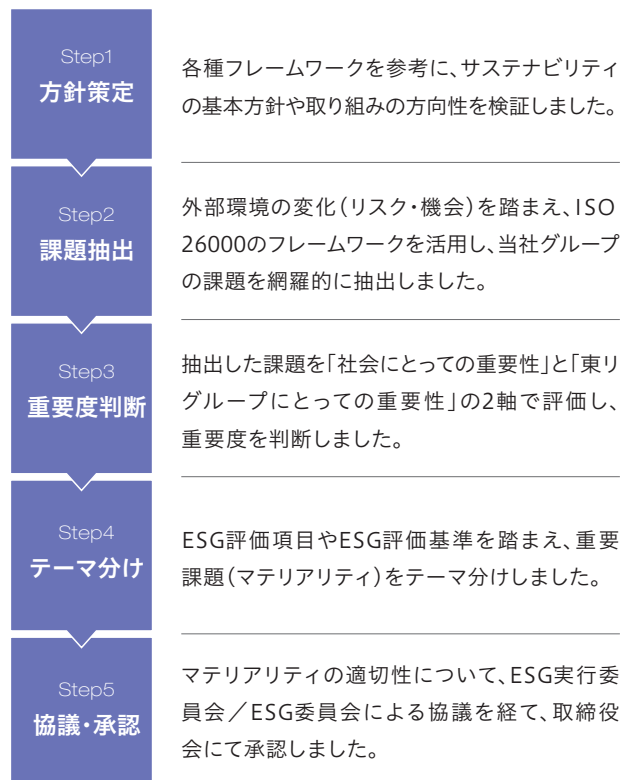 Step1
方針策定
各種フレームワークを参考に、サステナビリティ
の基本方針や取り組みの方向性を検証しました。
Step2
課題抽出
外部環境の変化（リスク・機会）を踏まえ、ISO
26000のフレームワークを活用し、当社グループ
の課題を網羅的に抽出しました。
Step3
重要度判断
抽出した課題を「社会にとっての重要性」と「東リ
グループにとっての重要性」の2軸で評価し、
重要度を判断しました。
Step4
テーマ分け
ESG評価項目やESG評価基準を踏まえ、重要
課題（マテリアリティ）をテーマ分けしました。
Step5
協議・承認
マテリアリティの適切性について、ESG実行委
員会／ESG委員会による協議を経て、取締役
会にて承認しました。